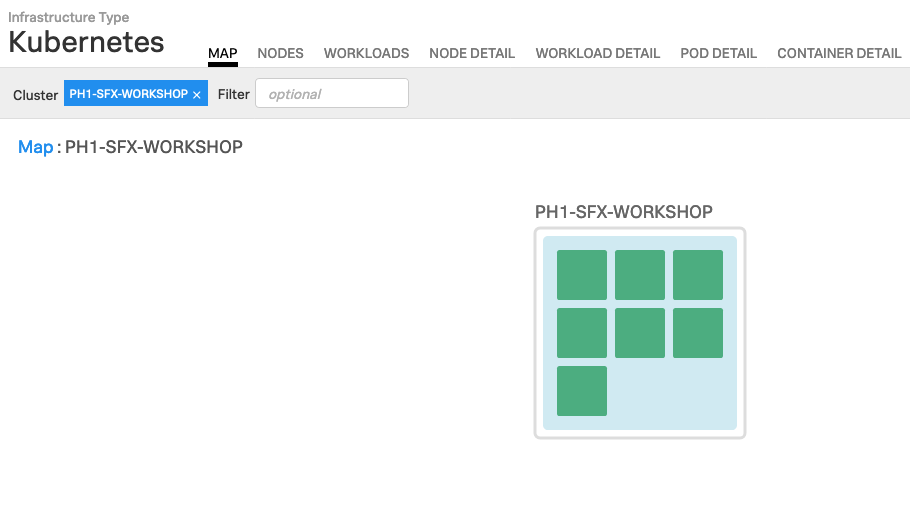 Infrastructure Type
Kubernetes
MAP NODES WORKLOADS NODE DETAIL WORKLOAD DETAIL POD DETAIL CONTAINER DETAIL
Cluster PH1-SFX-WORKSHOP × Filter optional
Map : PH1-SFX-WORKSHOP
PH1-SFX-WORKSHOP